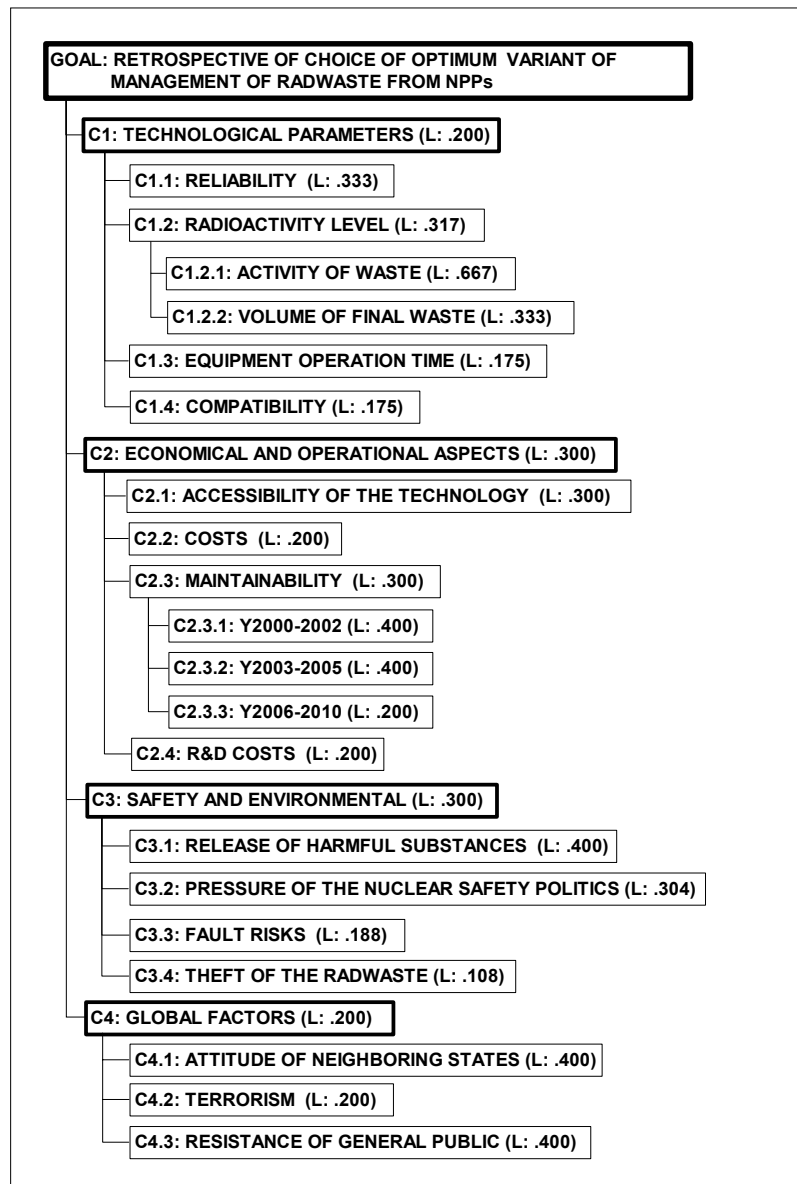 GOAL: RETROSPECTIVE OF CHOICE OF OPTIMUM VARIANT OF
MANAGEMENT OF RADWASTE FROM NPPs
C1: TECHNOLOGICAL PARAMETERS (L: .200)
C1.1: RELIABILITY (L: .333)
C1.2: RADIOACTIVITY LEVEL (L: .317)
C1.2.1: ACTIVITY OF WASTE (L: .667)
C1.2.2: VOLUME OF FINAL WASTE (L: .333)
C1.3: EQUIPMENT OPERATION TIME (L: .175)
C1.4: COMPATIBILITY (L: .175)
C2: ECONOMICAL AND OPERATIONAL ASPECTS (L: .300)
C2.1: ACCESSIBILITY OF THE TECHNOLOGY (L: .300)
C2.2: COSTS (L: .200)
C2.3: MAINTAINABILITY (L: .300)
C2.3.1: Y2000-2002 (L: .400)
C2.3.2: Y2003-2005 (L: .400)
C2.3.3: Y2006-2010 (L: .200)
C2.4: R&D COSTS (L: .200)
C3: SAFETY AND ENVIRONMENTAL (L: .300)
C3.1: RELEASE OF HARMFUL SUBSTANCES (L: .400)
C3.2: PRESSURE OF THE NUCLEAR SAFETY POLITICS (L: .304)
C3.3: FAULT RISKS (L: .188)
C3.4: THEFT OF THE RADWASTE (L: .108)
C4: GLOBAL FACTORS (L: .200)
C4.1: ATTITUDE OF NEIGHBORING STATES (L: .400)
C4.2: TERRORISM (L: .200)
C4.3: RESISTANCE OF GENERAL PUBLIC (L: .400)